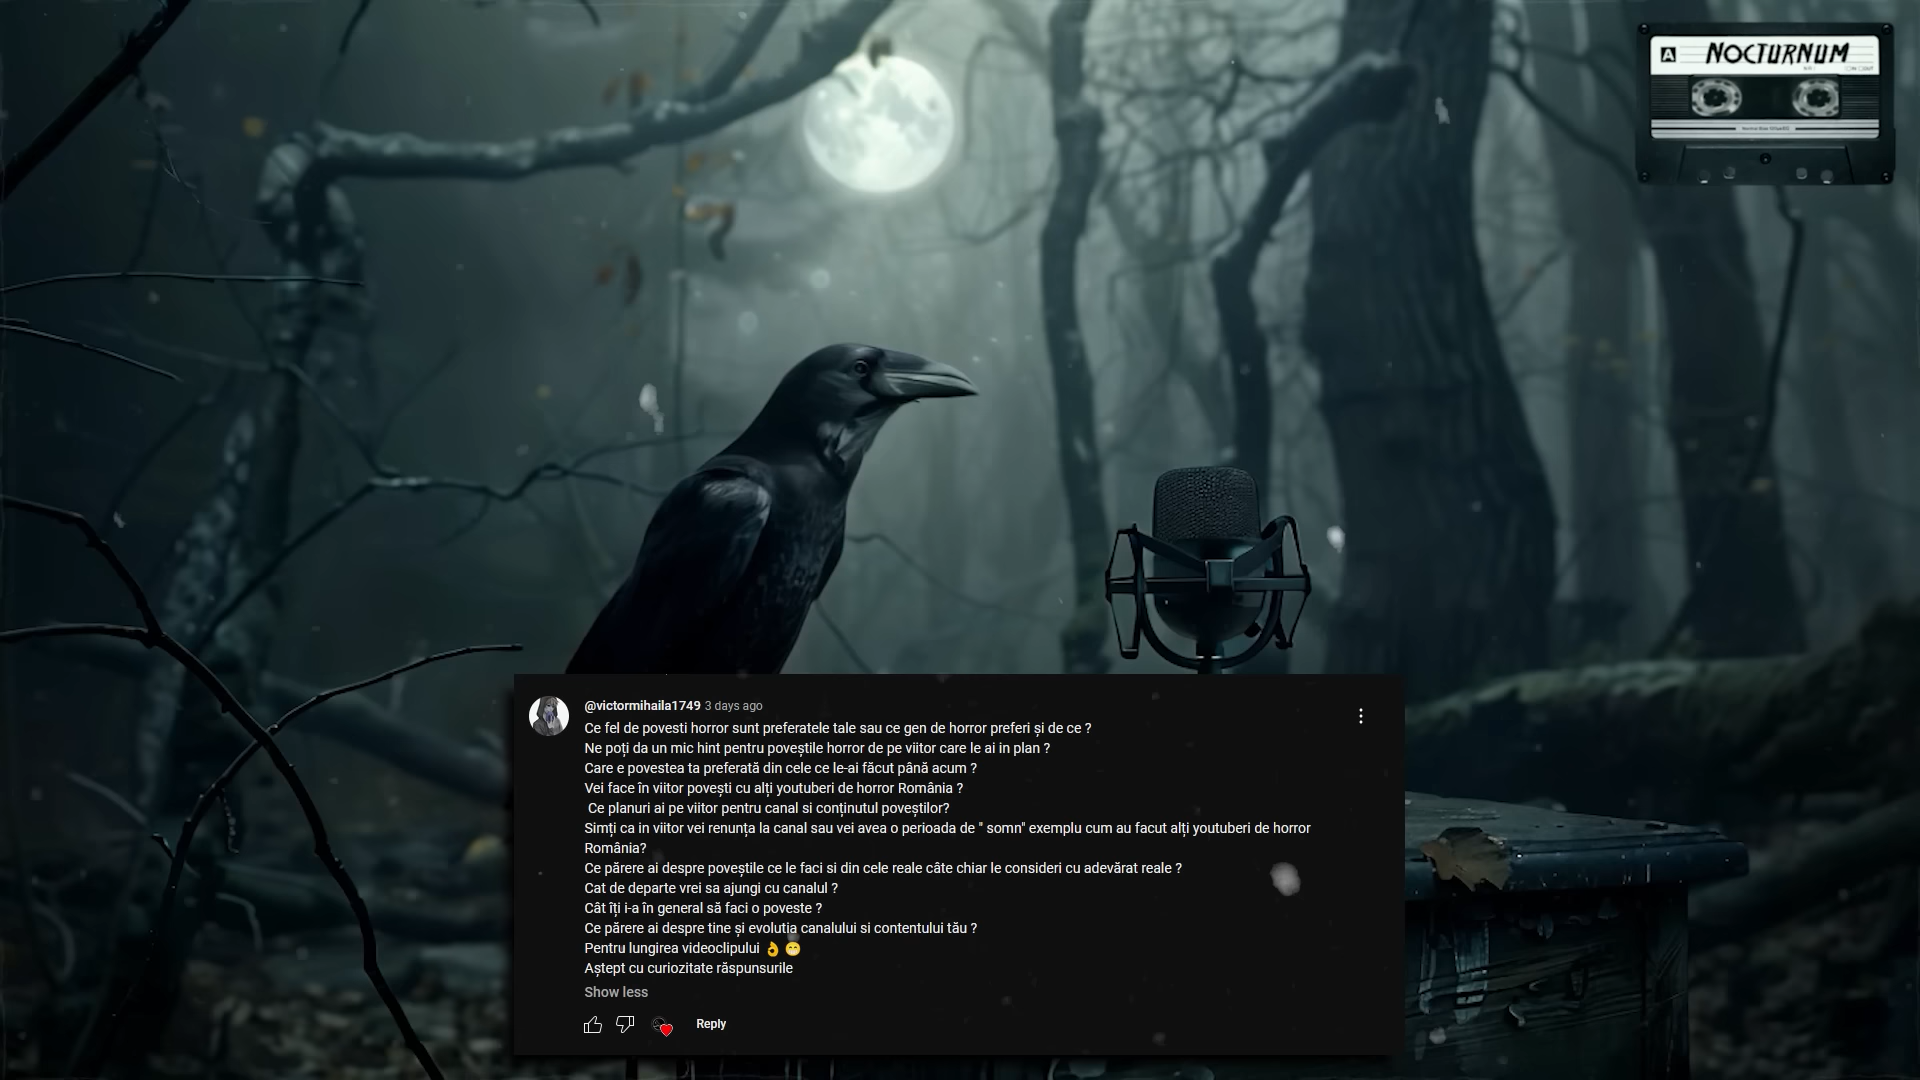 A NOCTURNUM
@victormihaila1749 3 days ago
Ce fel de povesti horror sunt preferatele tale sau ce gen de horror preferi și de ce ?
Ne poți da un mic hint pentru poveștile horror de pe viitor care le ai in plan ?
Care e povestea ta preferată din cele ce le-ai făcut până acum ?
Vei face în viitor povești cu alți youtuberi de horror România ?
Ce planuri ai pe viitor pentru canal si conținutul poveștilor?
Simți ca in viitor vei renunța la canal sau vei avea o perioada de " somn" exemplu cum au facut alți youtuberi de horror
România?
Ce părere ai despre poveștile ce le faci si din cele reale câte chiar le consideri cu adevărat reale ?
Cat de departe vrei sa ajungi cu canalul ?
Cât îți i-a în general să faci o poveste ?
Ce părere ai despre tine și evoluția canalului si contentului tău ?
Pentru lungirea videoclipului 👌 😁
Aștept cu curiozitate răspunsurile
Show less
Reply